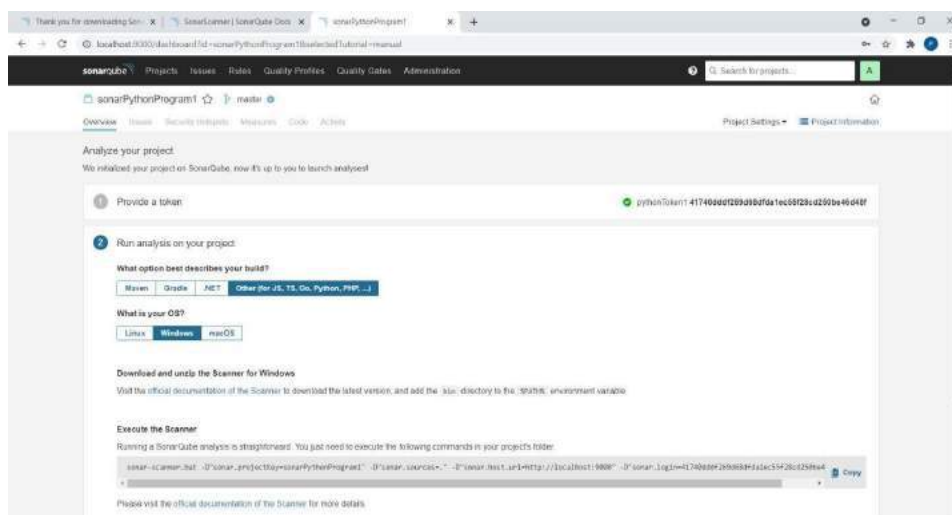 Thank you for downloading Son
SonarScanner | SonarQube Docs
sonarPythonProgram1
localhost:9000/dashboard?id=sonarPythonProgram1&selectedTutorial=manual
sonarqube Projects Issues Rules Quality Profiles Quality Gates Administration
Search for projects...
A
sonarPythonProgram1 master
Overview Issues Security Hotspots Measures Code Activity
Project Settings Project Information
Analyze your project
We initialized your project on SonarQube, now it's up to you to launch analyses!
1 Provide a token
pythonToken1:
2 Run analysis on your project
What option best describes your build?
Maven Gradle .NET Other (for JS, TS, Go, Python, PHP, ...)
What is your OS?
Linux Windows macOS
Download and unzip the Scanner for Windows
Visit the official documentation of the Scanner to download the latest version, and add the bin directory to the %PATH% environment variable
Execute the Scanner
Running a SonarQube analysis is straightforward. You just need to execute the following commands in your project's folder.
sonar-scanner.bat -D"sonar.projectKey=sonarPythonProgram1" -D"sonar.sources=." -D"sonar.host.url=http://localhost:9000" -D"sonar.login=
Copy
Please visit the official documentation of the Scanner for more details.